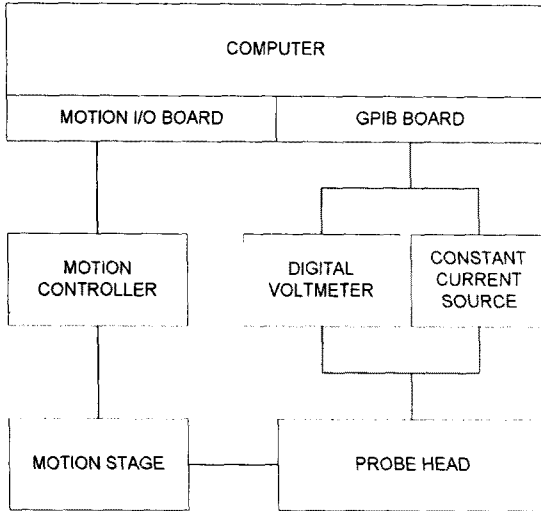 COMPUTER
MOTION I/O BOARD
GPIB BOARD
MOTION
CONTROLLER
DIGITAL
VOLTMETER
CONSTANT
CURRENT
SOURCE
MOTION STAGE
PROBE HEAD